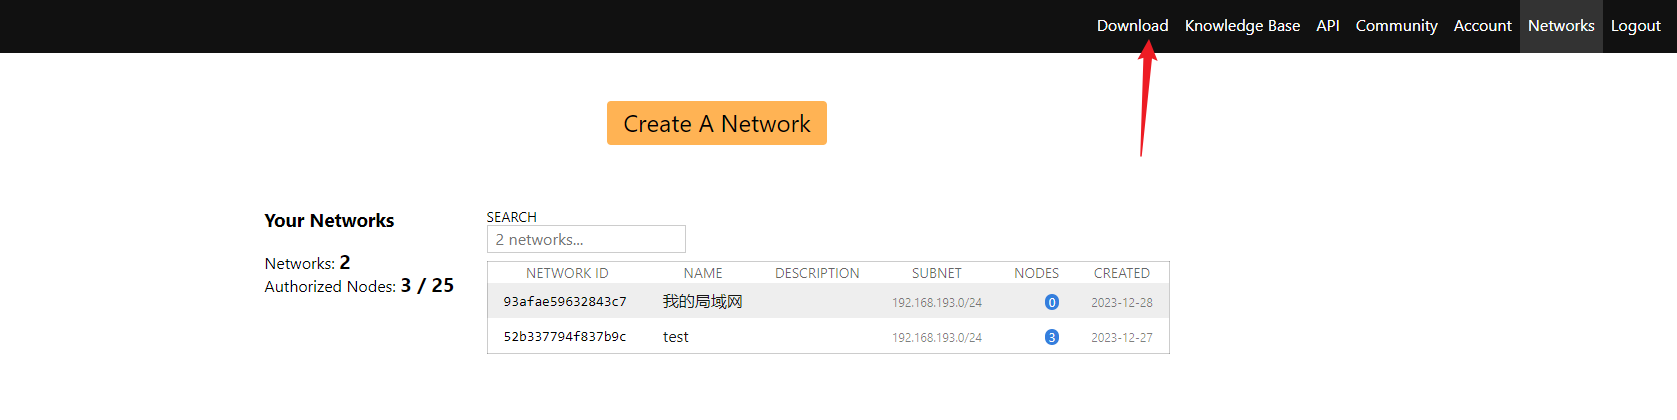 Download Knowledge Base API Community Account Networks Logout
Create A Network
Your Networks
Networks: 2
Authorized Nodes: 3 / 25
SEARCH
2 networks...
NETWORK ID NAME DESCRIPTION SUBNET NODES CREATED
93afae59632843c7 我的局域网 192.168.193.0/24 0 2023-12-28
52b337794f837b9c test 192.168.193.0/24 3 2023-12-27